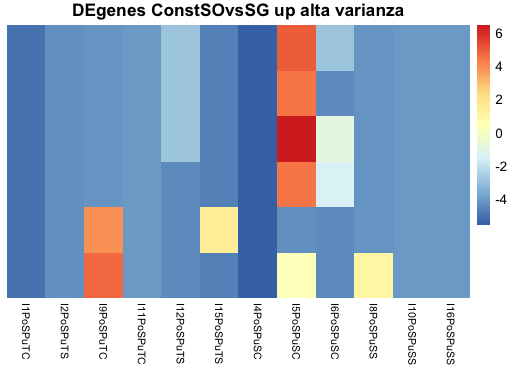 DEgenes ConstSOvsSG up alta varianza
6
4
2
0
-2
-4
I1PoSPuTC
I2PoSPuTS
I9PoSPuTC
I11PoSPuTC
I12PoSPuTS
I15PoSPuTS
I4PoSPuSC
I5PoSPuSC
I6PoSPuSC
I8PoSPuSS
I10PoSPuSS
I16PoSPuSS